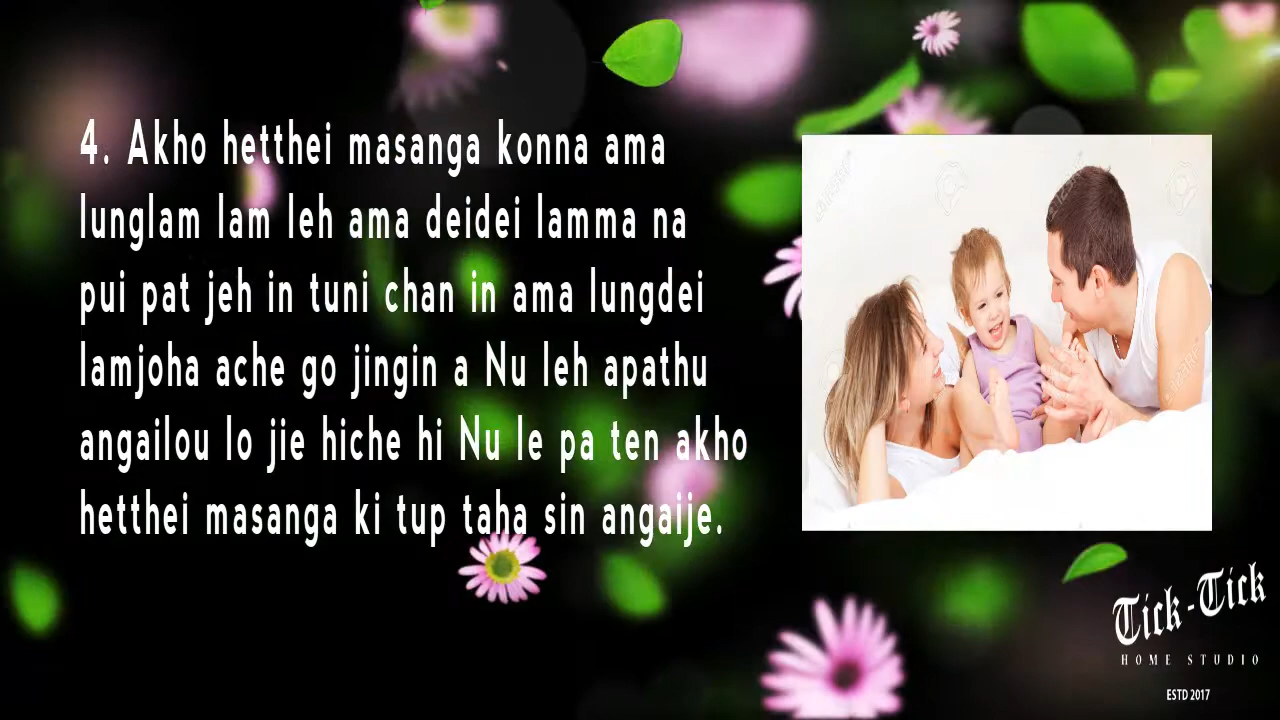 4. Akho hetthei masanga konna ama
lunglam lam leh ama deidei lamma na
pui pat jeh in tuni chan in ama lungdei
lamjoha ache go jingin a Nu leh apathu
angailou lo jie hiche hi Nu le pa ten akho
hetthei masanga ki tup taha sin angaije.
Tick-Tick
HOME STUDIO
ESTD 2017